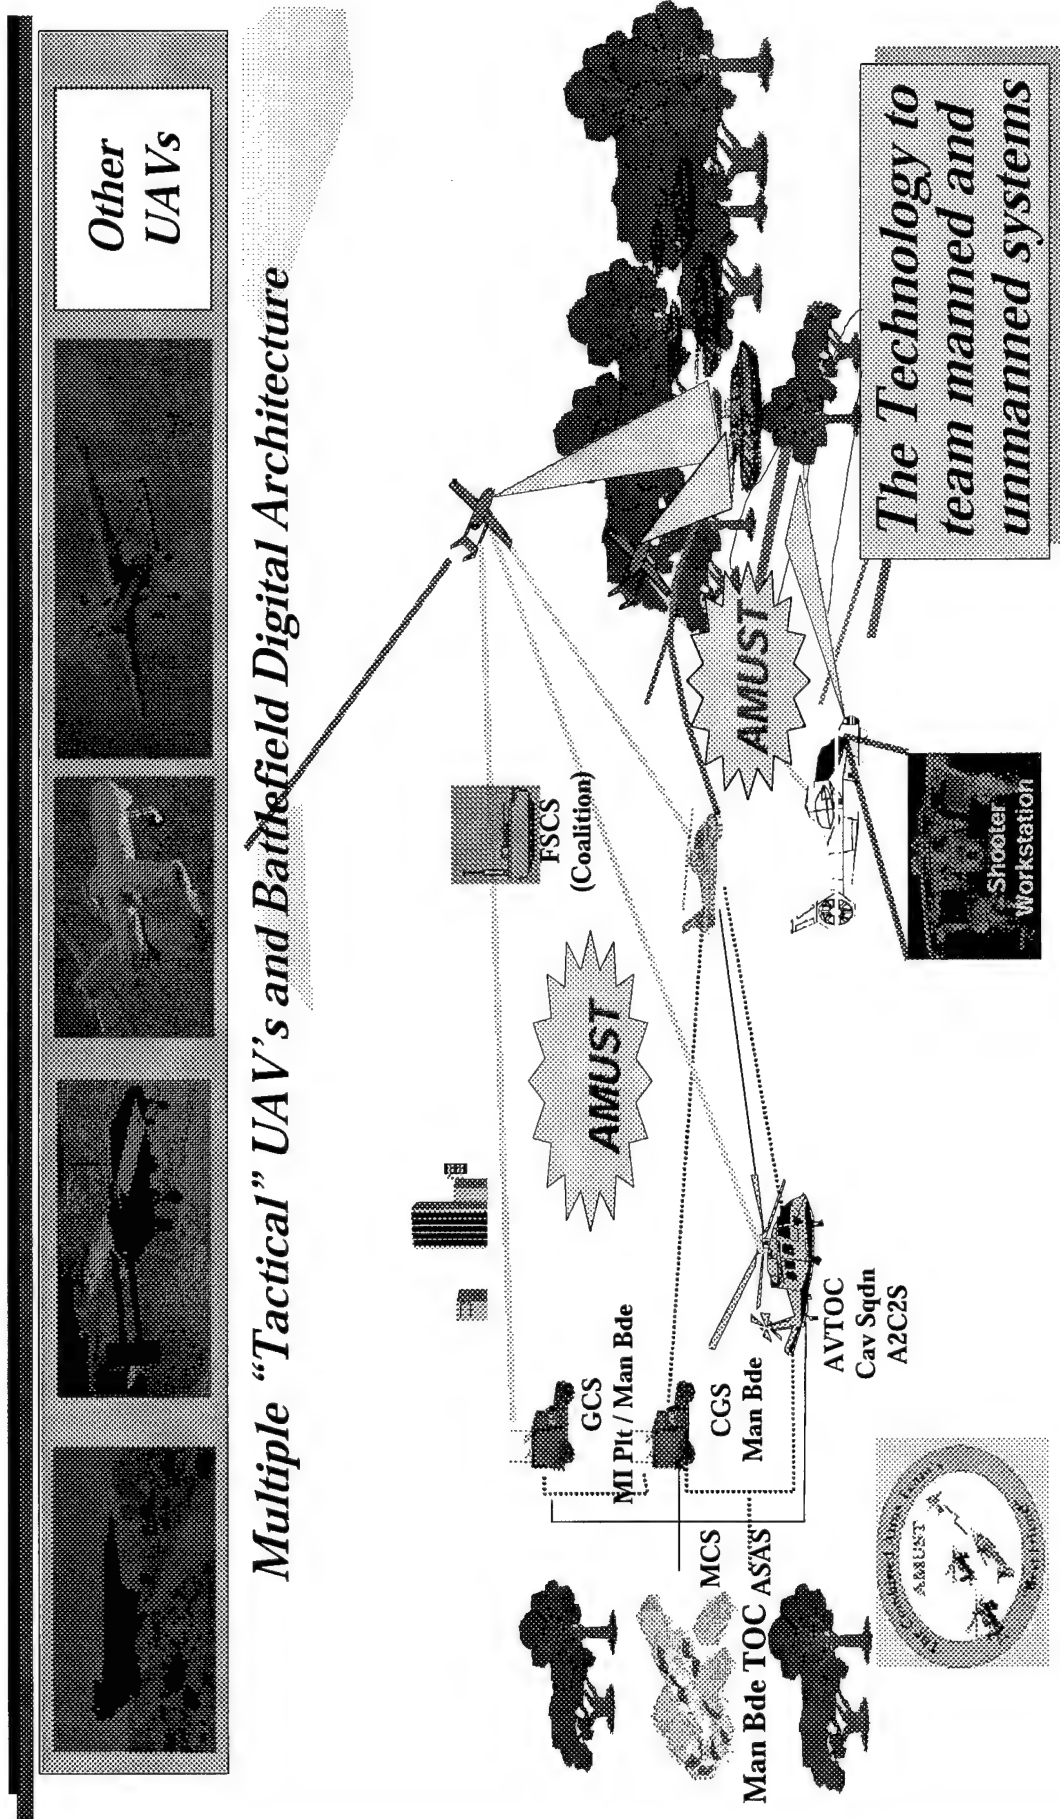 Other
UAVs
Multiple “Tactical” UAV's and Battlefield Digital Architecture
FSCS
(Coalition)
AMUST
AMUST
GCS
MI Plt / Man Bde
CGS
Man Bde
AVTOC
Cav Sqdn
A2C2S
MCS
Man Bde TOC ASAS
Shooter
Workstation
The Technology to
team manned and
unmanned systems
AMUST